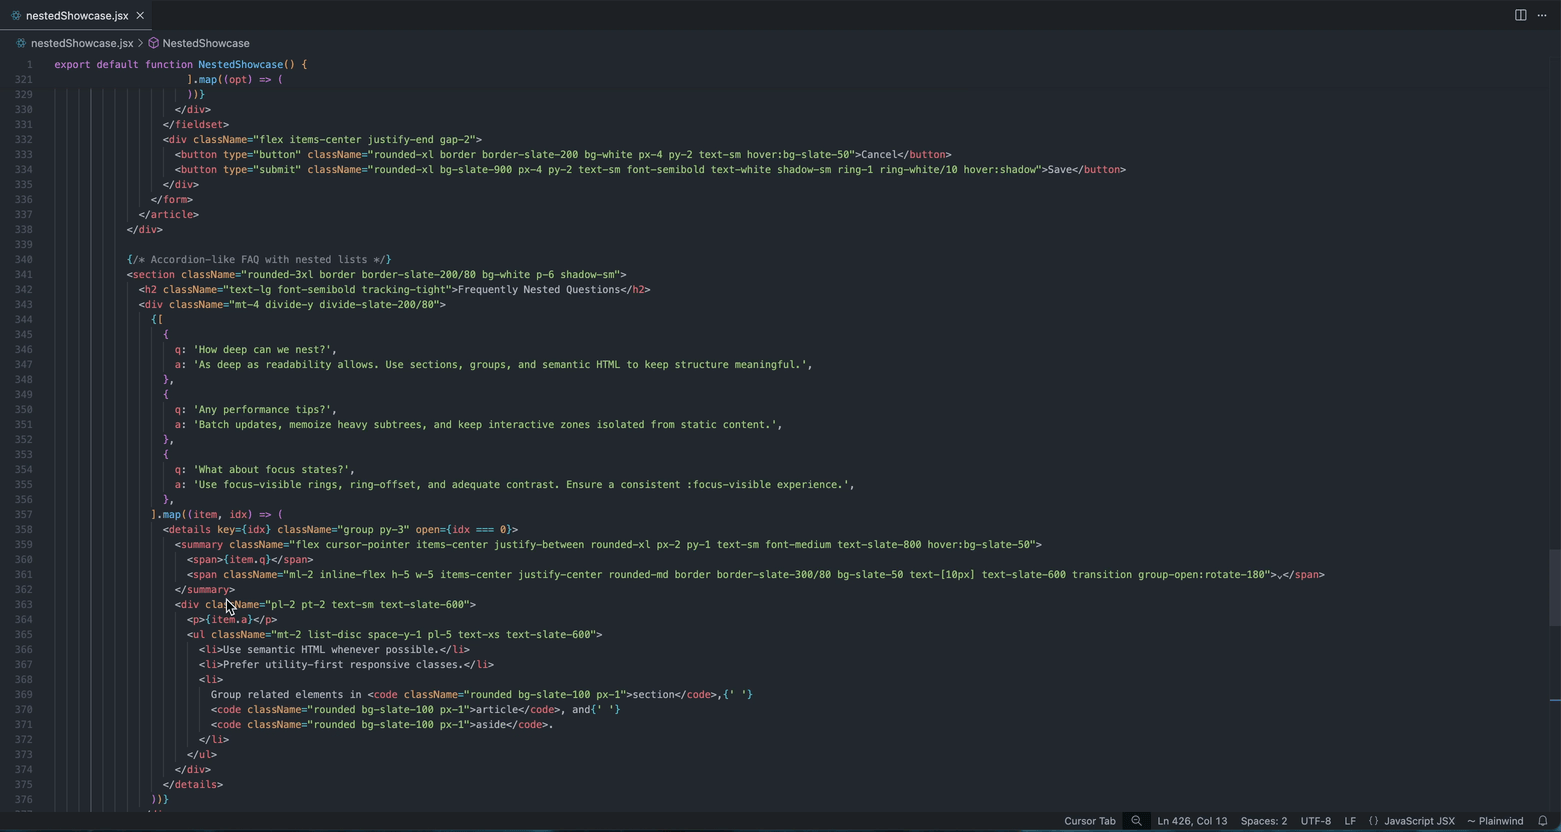 nestedShowcase.jsx
nestedShowcase.jsx > NestedShowcase
1 export default function NestedShowcase() {
321 ].map((opt) => (
329 ))}
330 </div>
331 </fieldset>
332 <div className="flex items-center justify-end gap-2">
333 <button type="button" className="rounded-xl border border-slate-200 bg-white px-4 py-2 text-sm hover:bg-slate-50">Cancel</button>
334 <button type="submit" className="rounded-xl bg-slate-900 px-4 py-2 text-sm font-semibold text-white shadow-sm ring-1 ring-white/10 hover:shadow">Save</button>
335 </div>
336 </form>
337 </article>
338 </div>
339
340 {/* Accordion-like FAQ with nested lists */}
341 <section className="rounded-3xl border border-slate-200/80 bg-white p-6 shadow-sm">
342 <h2 className="text-lg font-semibold tracking-tight">Frequently Nested Questions</h2>
343 <div className="mt-4 divide-y divide-slate-200/80">
344 {[
345 {
346 q: 'How deep can we nest?',
347 a: 'As deep as readability allows. Use sections, groups, and semantic HTML to keep structure meaningful.',
348 },
349 {
350 q: 'Any performance tips?',
351 a: 'Batch updates, memoize heavy subtrees, and keep interactive zones isolated from static content.',
352 },
353 {
354 q: 'What about focus states?',
355 a: 'Use focus-visible rings, ring-offset, and adequate contrast. Ensure a consistent :focus-visible experience.',
356 },
357 ].map((item, idx) => (
358 <details key={idx} className="group py-3" open={idx === 0}>
359 <summary className="flex cursor-pointer items-center justify-between rounded-xl px-2 py-1 text-sm font-medium text-slate-800 hover:bg-slate-50">
360 <span>{item.q}</span>
361 <span className="ml-2 inline-flex h-5 w-5 items-center justify-center rounded-md border border-slate-300/80 bg-slate-50 text-[10px] text-slate-600 transition group-open:rotate-180">⌄</span>
362 </summary>
363 <div className="pl-2 pt-2 text-sm text-slate-600">
364 <p>{item.a}</p>
365 <ul className="mt-2 list-disc space-y-1 pl-5 text-xs text-slate-600">
366 <li>Use semantic HTML whenever possible.</li>
367 <li>Prefer utility-first responsive classes.</li>
368 <li>
369 Group related elements in <code className="rounded bg-slate-100 px-1">section</code>,{' '}
370 <code className="rounded bg-slate-100 px-1">article</code>, and{' '}
371 <code className="rounded bg-slate-100 px-1">aside</code>.
372 </li>
373 </ul>
374 </div>
375 </details>
376 ))}
Cursor Tab Ln 426, Col 13 Spaces: 2 UTF-8 LF {} JavaScript JSX ~ Plainwind